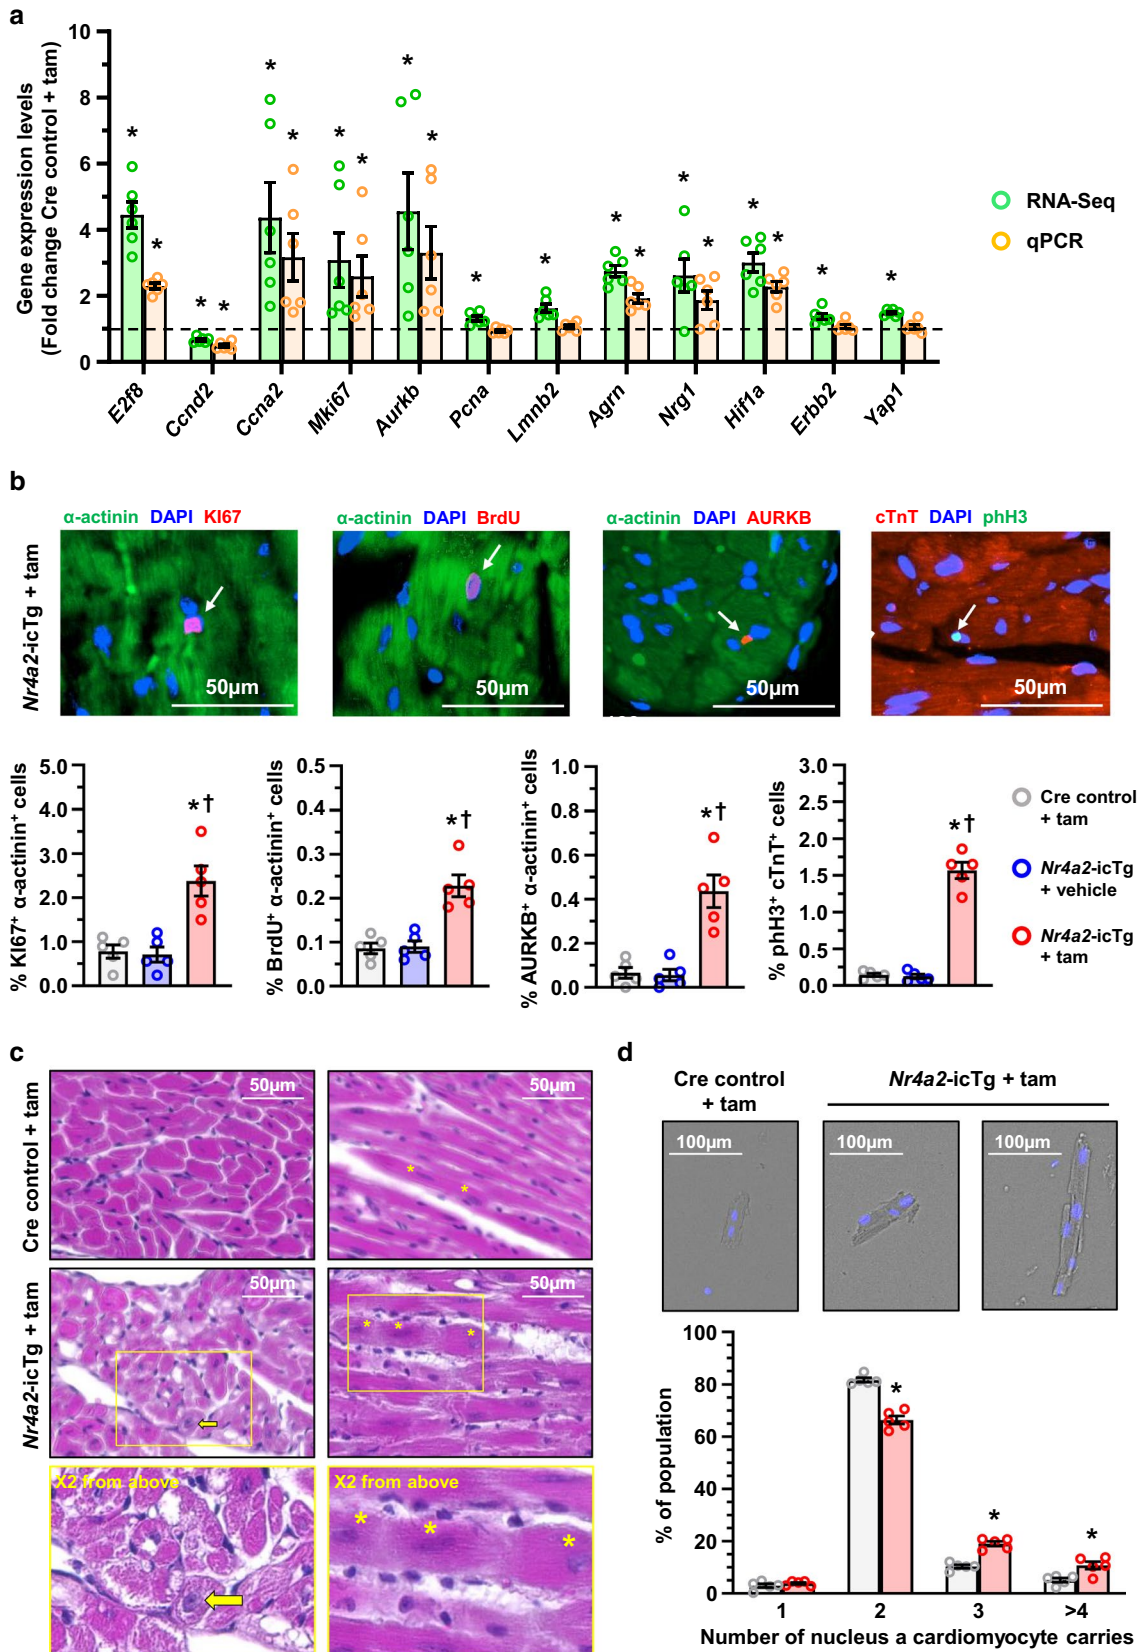 a
Gene expression levels
(Fold change Cre control + tam)
10
8
6
4
2
0
* * * * * * * * * * * * * * * * * * * *
RNA-Seq
qPCR
E2f8 Ccnd2 Ccna2 Mki67 Aurkb Pcna Lmnb2 Agrn Nrg1 Hif1a Erbb2 Yap1
b
Nr4a2-icTg + tam
α-actinin DAPI KI67
50µm
α-actinin DAPI BrdU
50µm
α-actinin DAPI AURKB
50µm
cTnT DAPI phH3
50µm
% KI67⁺ α-actinin⁺ cells
5.0
4.0
3.0
2.0
1.0
0.0
*†
% BrdU⁺ α-actinin⁺ cells
0.5
0.4
0.3
0.2
0.1
0.0
*†
% AURKB⁺ α-actinin⁺ cells
1.0
0.8
0.6
0.4
0.2
0.0
*†
% phH3⁺ cTnT⁺ cells
3.0
2.5
2.0
1.5
1.0
0.5
0.0
*†
Cre control
+ tam
Nr4a2-icTg
+ vehicle
Nr4a2-icTg
+ tam
c
Cre control + tam
50µm
50µm
* *
Nr4a2-icTg + tam
50µm
50µm
* * *
X2 from above
X2 from above
* * *
d
Cre control
+ tam
Nr4a2-icTg + tam
100µm
100µm
100µm
% of population
100
80
60
40
20
0
* * *
1 2 3 >4
Number of nucleus a cardiomyocyte carries